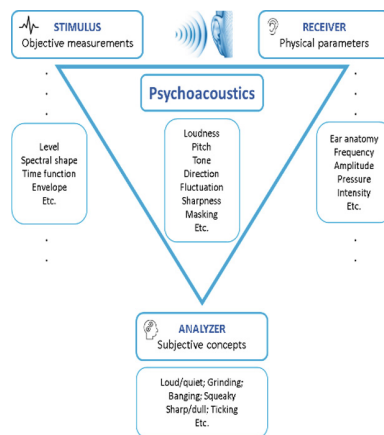 STIMULUS
Objective measurements
RECEIVER
Physical parameters
Psychoacoustics
Level
Spectral shape
Time function
Envelope
Etc.
Loudness
Pitch
Tone
Direction
Fluctuation
Sharpness
Masking
Etc.
Ear anatomy
Frequency
Amplitude
Pressure
Intensity
Etc.
ANALYZER
Subjective concepts
Loud/quiet; Grinding;
Banging; Squeaky
Sharp/dull; Ticking
Etc.